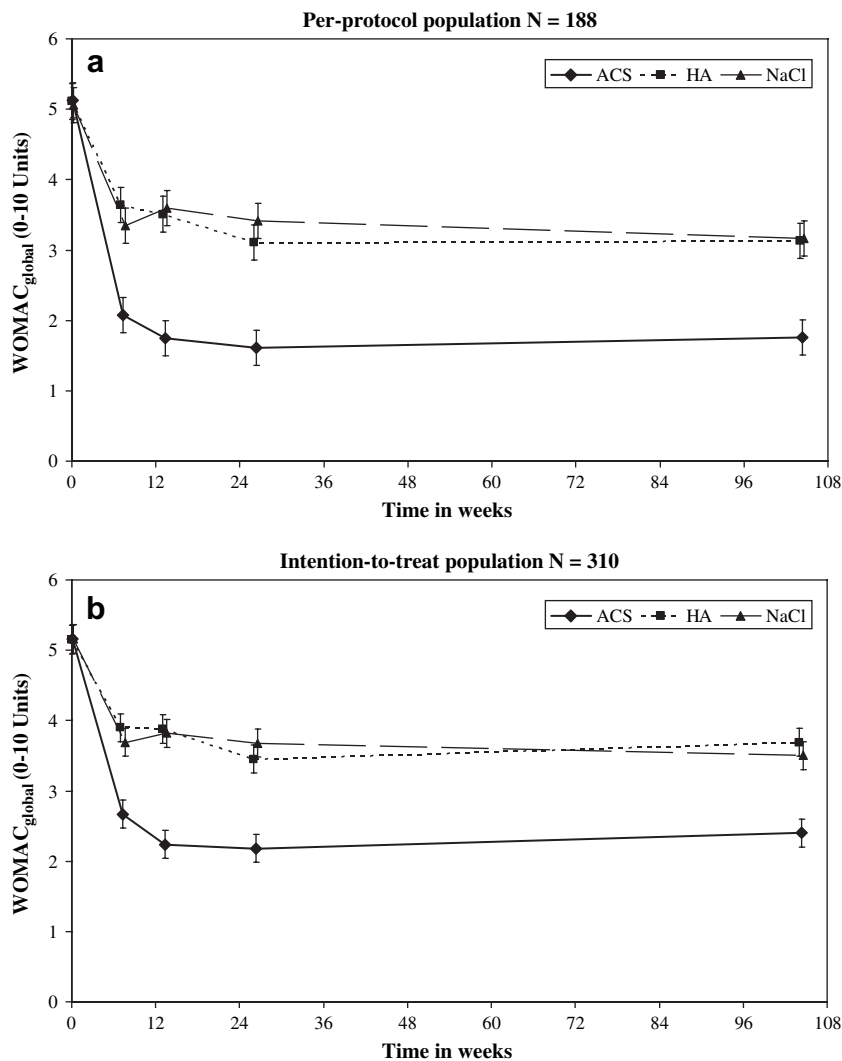 Per-protocol population N = 188
a
ACS HA NaCl
WOMAC_global (0-10 Units)
6
5
4
3
2
1
0
0 12 24 36 48 60 72 84 96 108
Time in weeks
Intention-to-treat population N = 310
b
ACS HA NaCl
WOMAC_global (0-10 Units)
6
5
4
3
2
1
0
0 12 24 36 48 60 72 84 96 108
Time in weeks